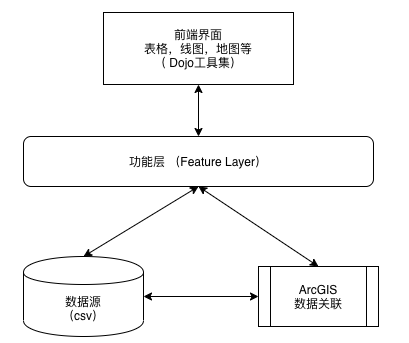 前端界面
表格，线图，地图等
（ Dojo工具集）
功能层 （Feature Layer）
数据源
（csv）
ArcGIS
数据关联